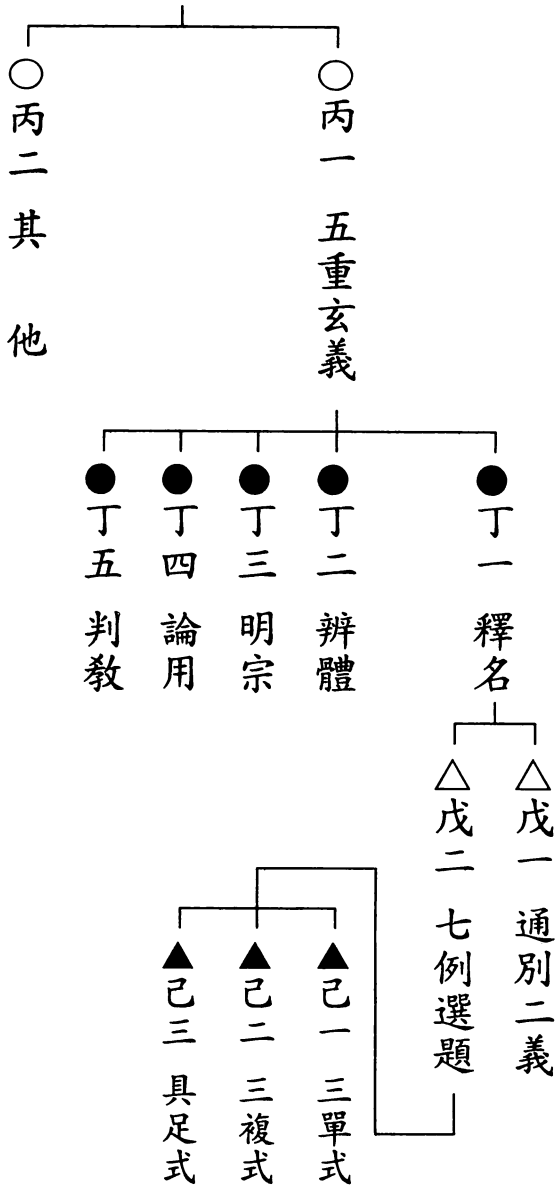 丙一 五重玄義
丙二 其他
丁一 釋名
丁二 辨體
丁三 明宗
丁四 論用
丁五 判教
戊一 通別二義
戊二 七例選題
己一 三單式
己二 三複式
己三 具足式